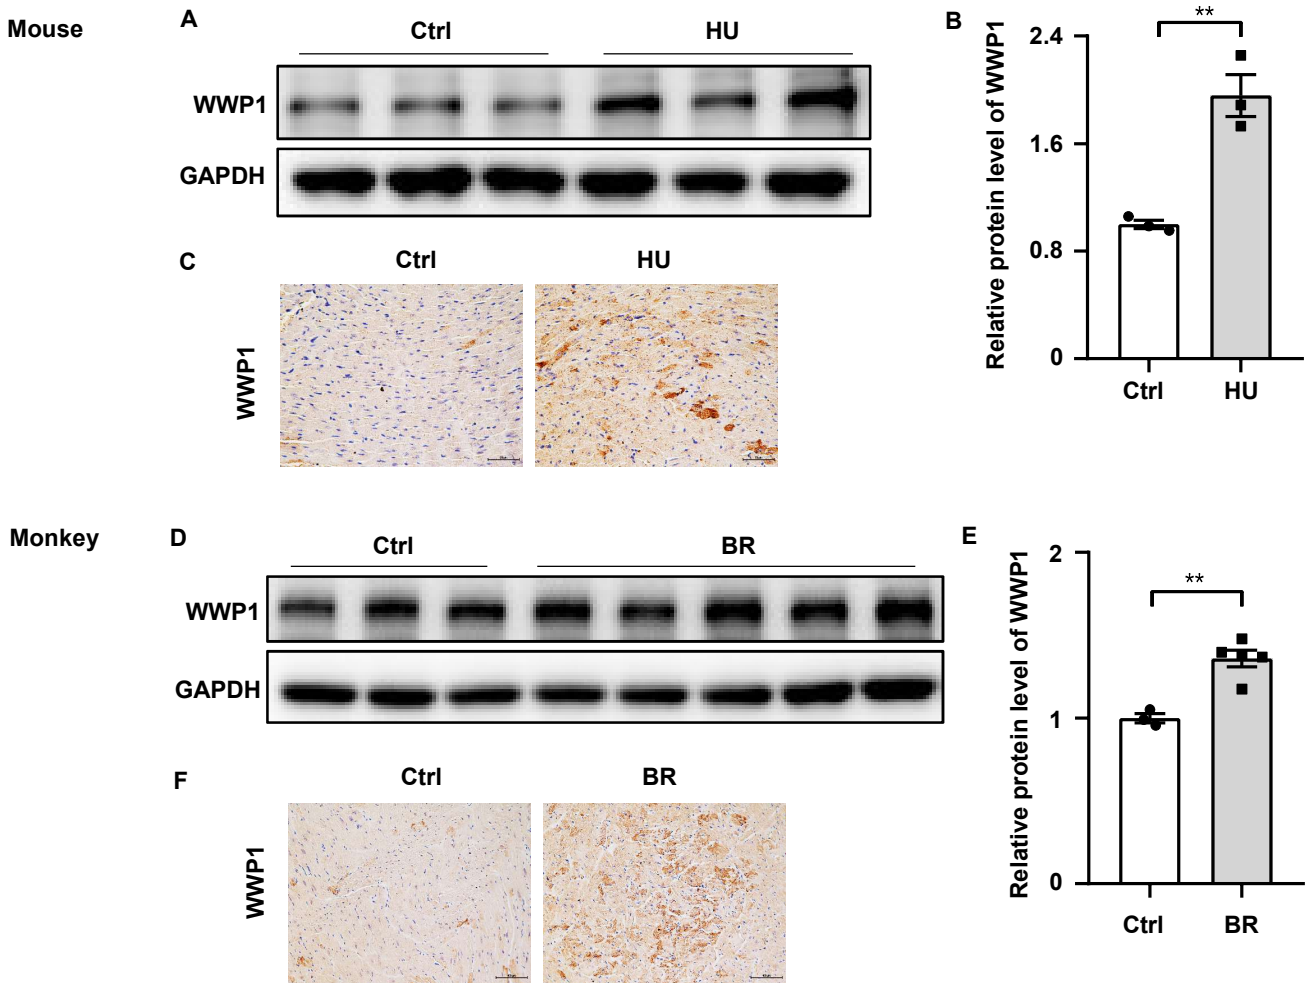 Mouse
A
Ctrl
HU
WWP1
GAPDH
B
**
Relative protein level of WWP1
2.4
1.6
0.8
0
Ctrl
HU
C
Ctrl
HU
WWP1
Monkey
D
Ctrl
BR
WWP1
GAPDH
E
**
Relative protein level of WWP1
2
1
0
Ctrl
BR
F
Ctrl
BR
WWP1